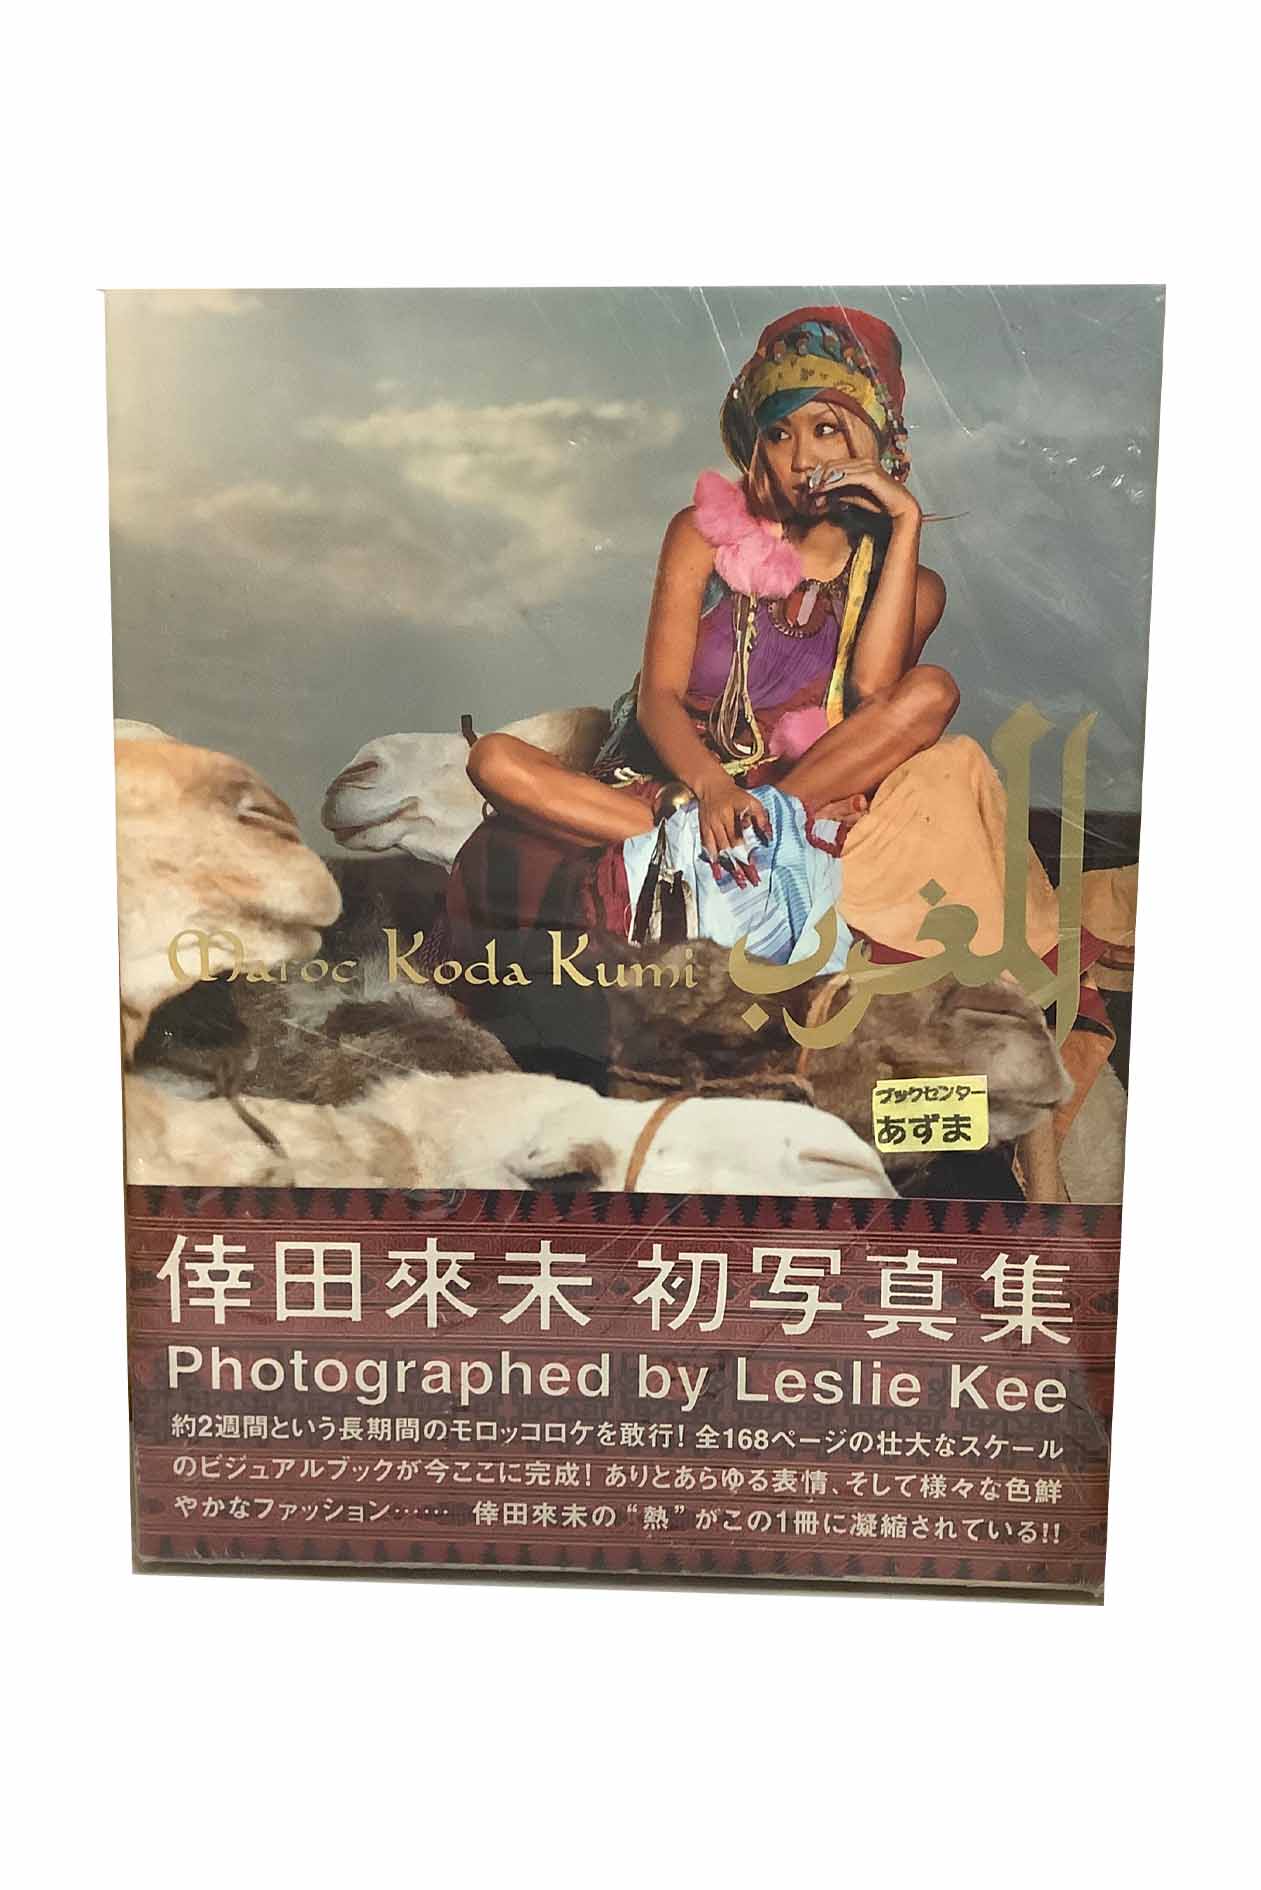 Maroc Koda Kumi المغرب
ブックセンター
あずま
倖田來未 初写真集
Photographed by Leslie Kee
約2週間という長期間のモロッコロケを敢行！全168ページの壮大なスケール
のビジュアルブックが今ここに完成！ありとあらゆる表情、そして様々な色鮮
やかなファッション…… 倖田來未の“熱”がこの1冊に凝縮されている!!